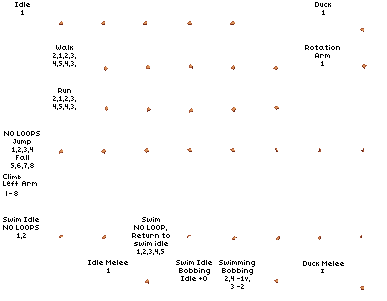 Idle
1
Duck
1
Walk
2,1,2,3,
4,5,4,3,
Rotation
Arm
1
Run
2,1,2,3,
4,5,4,3,
NO LOOPS
Jump
1,2,3,4
Fall
5,6,7,8
Climb
Left Arm
1-8
Swim Idle
NO LOOPS
1,2
Swim
NO LOOP,
Return to
swim idle
1,2,3,4,5
Idle Melee
1
Swim Idle
Bobbing
Idle +0
Swimming
Bobbing
2,4 -1v,
3 -2
Duck Melee
1